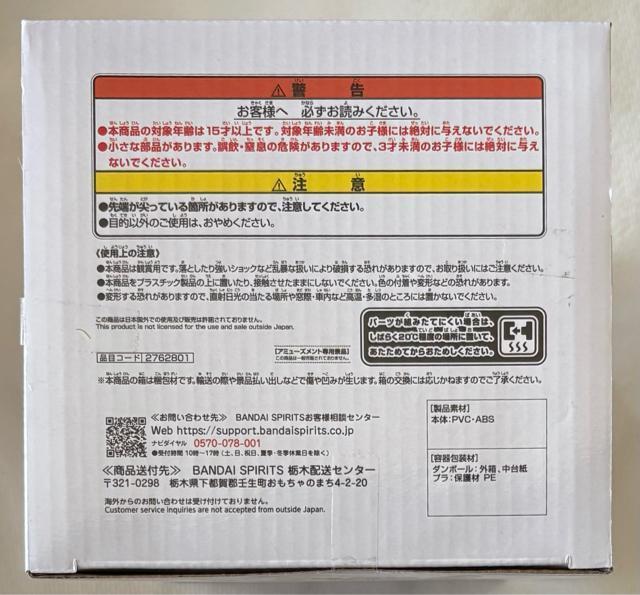 ⚠警 告
お客様へ 必ずお読みください。
●本商品の対象年齢は15才以上です。対象年齢未満のお子様には絶対に与えないでください。
●小さな部品があります。誤飲・窒息の危険がありますので、3才未満のお子様には絶対に与え
ないでください。
⚠注 意
●先端が尖っている箇所がありますので、注意してください。
●目的以外のご使用は、おやめください。
《使用上の注意》
●本商品は観賞用です。落としたり強いショックなど乱暴な扱いにより破損する恐れがありますので、お取り扱いにはご注意ください。
●本商品をプラスチック製品の上に置いたり、接触させたままにしないでください。色の付着や変形などの恐れがあります。
●変形する恐れがありますので、直射日光の当たる場所や窓際・車内など高温・多湿のところには置かないでください。
この商品は日本国外での使用及び販売は許諾されておりません。
This product is not licensed for the use and sale outside Japan.
パーツが組みたてにくい場合は、
しばらく20℃程度の場所に置いて、
あたためてからおためしください。
品目コード 2762801
【アミューズメント専用景品】
この商品は一般販売されておりません。
※本商品の箱は梱包材です。輸送の際や景品払い出しなどで傷や凹みが生じます。箱の交換には応じかねますのでご了承ください。
≪お問い合わせ先≫ BANDAI SPIRITSお客様相談センター
Web https://support.bandaispirits.co.jp
ナビダイヤル 0570-078-001
●受付時間 10時~17時(土、日、祝日、夏季・冬季休業日を除く)
≪商品送付先≫ BANDAI SPIRITS 栃木配送センター
〒321-0298 栃木県下都賀郡壬生町おもちゃのまち4-2-20
海外からのお問い合わせは受け付けておりません。
Customer service inquiries are not accepted from outside Japan.
[製品素材]
本体:PVC・ABS
[容器包装材]
ダンボール:外箱、中台紙
プラ:保護材 PE